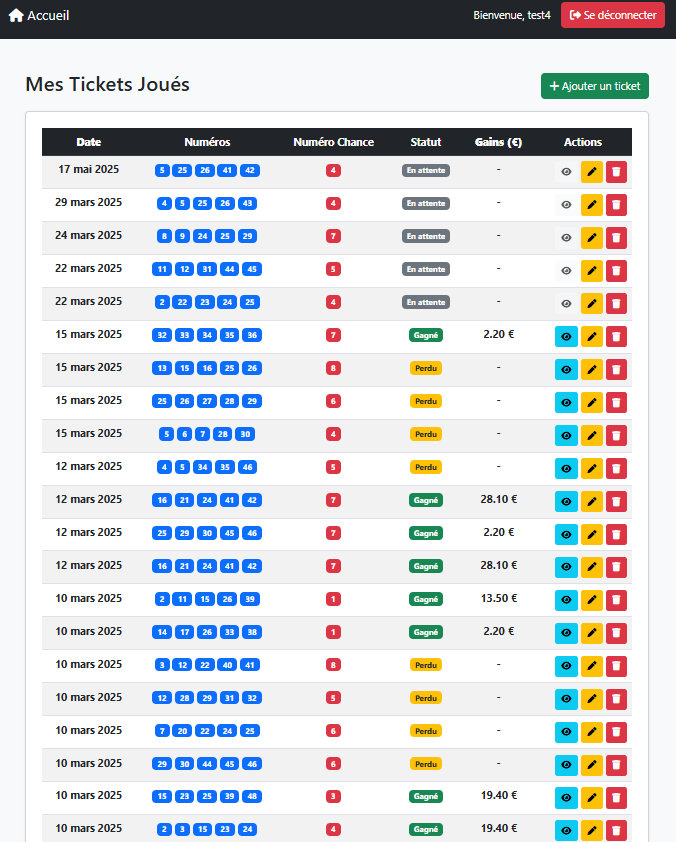 Accueil Bienvenue, test4 Se déconnecter
Mes Tickets Joués Ajouter un ticket
Date Numéros Numéro Chance Statut Gains (€) Actions
17 mai 2025 5 25 26 41 42 4 En attente -
29 mars 2025 4 5 25 26 43 4 En attente -
24 mars 2025 8 9 24 25 29 7 En attente -
22 mars 2025 11 12 31 44 45 5 En attente -
22 mars 2025 2 22 23 24 25 4 En attente -
15 mars 2025 32 33 34 35 36 7 Gagné 2.20 €
15 mars 2025 13 15 16 25 26 8 Perdu -
15 mars 2025 25 26 27 28 29 6 Perdu -
15 mars 2025 5 6 7 28 30 4 Perdu -
12 mars 2025 4 5 34 35 46 5 Perdu -
12 mars 2025 16 21 24 41 42 7 Gagné 28.10 €
12 mars 2025 25 29 30 45 46 7 Gagné 2.20 €
12 mars 2025 16 21 24 41 42 7 Gagné 28.10 €
10 mars 2025 2 11 15 26 39 1 Gagné 13.50 €
10 mars 2025 14 17 26 33 38 1 Gagné 2.20 €
10 mars 2025 3 12 22 40 41 8 Perdu -
10 mars 2025 12 28 29 31 32 5 Perdu -
10 mars 2025 7 20 22 24 25 6 Perdu -
10 mars 2025 29 30 44 45 46 6 Perdu -
10 mars 2025 15 23 25 39 48 3 Gagné 19.40 €
10 mars 2025 2 3 15 23 24 4 Gagné 19.40 €